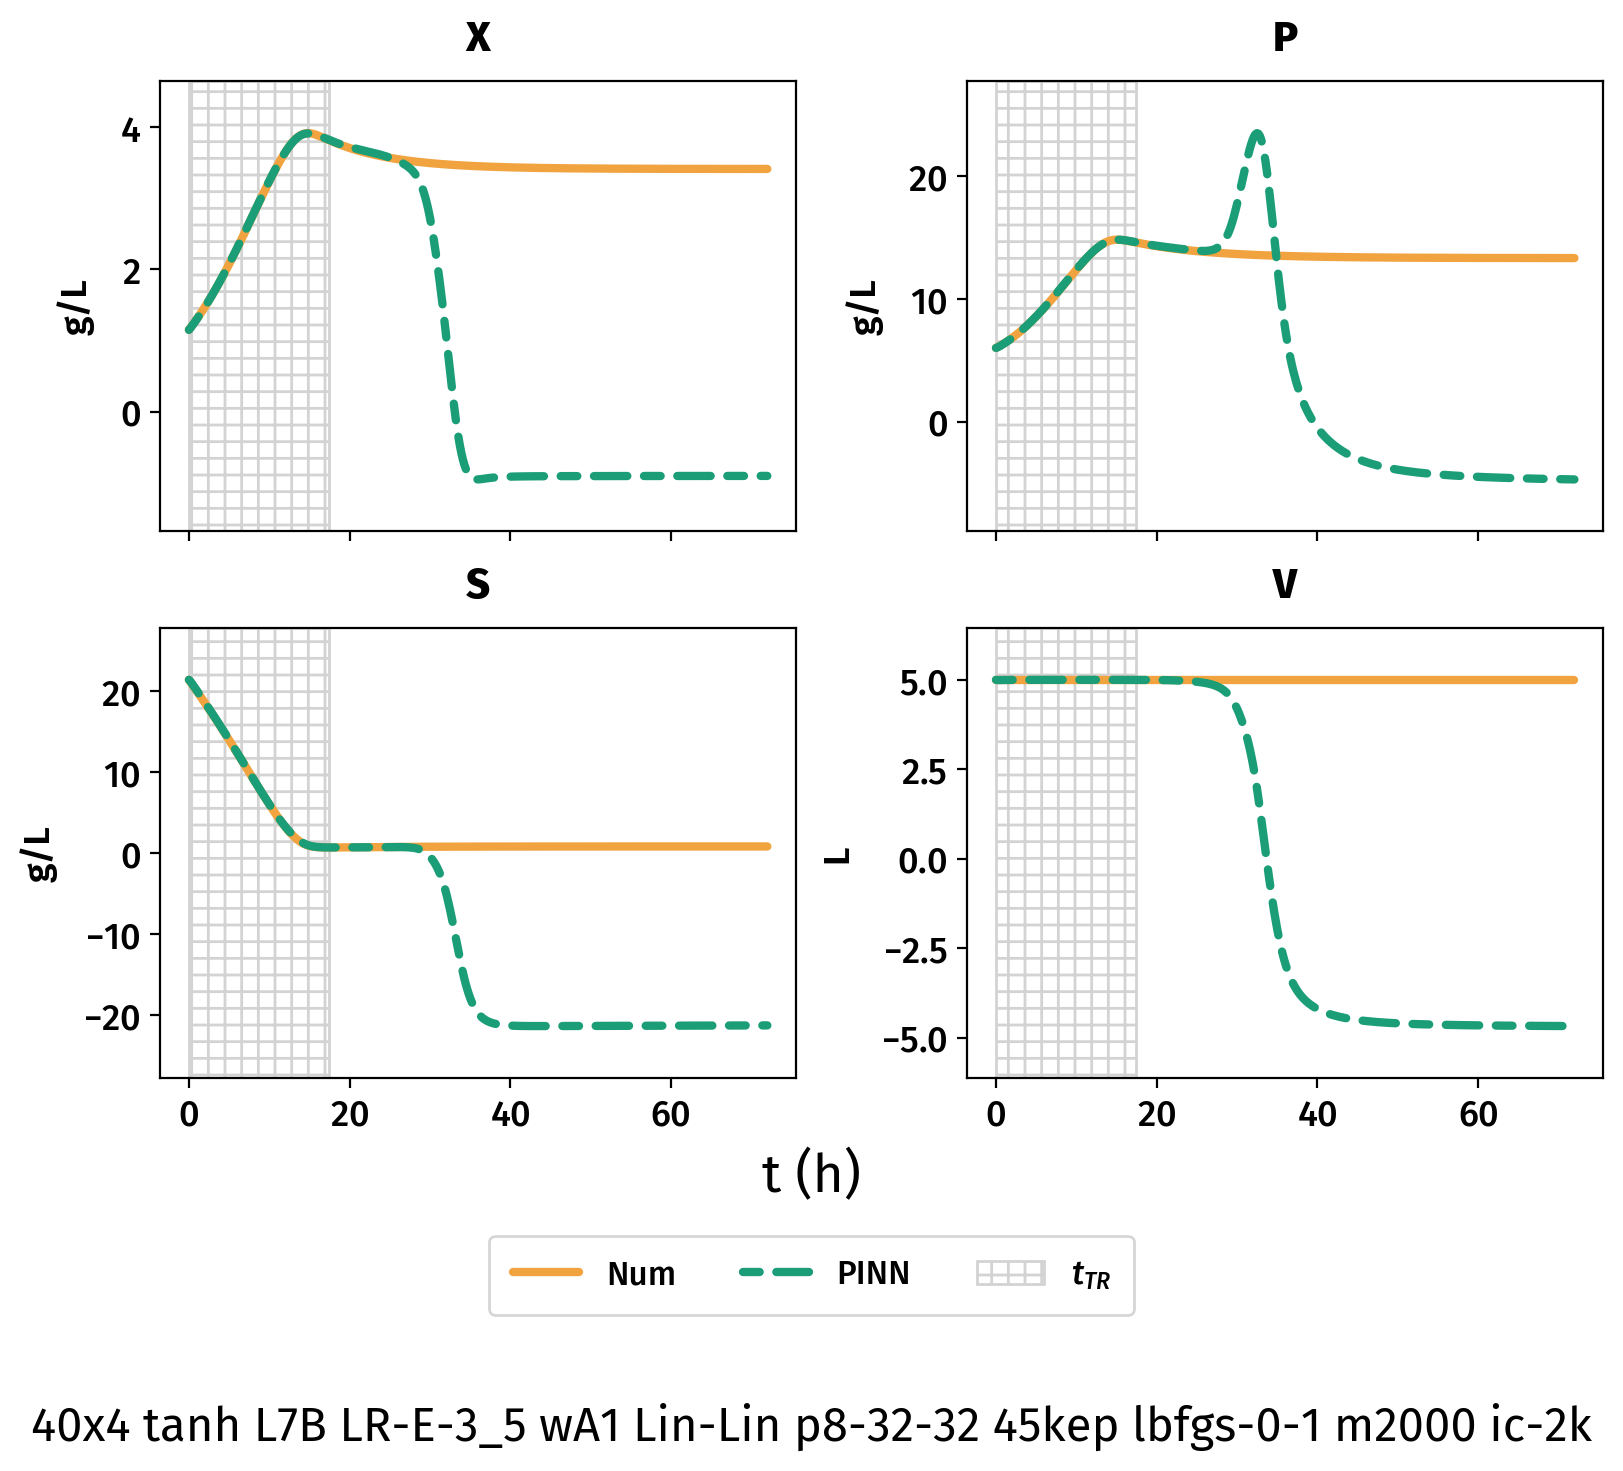 X
P
4
2
0
g/L
20
10
0
g/L
S
V
20
10
0
−10
−20
g/L
5.0
2.5
0.0
−2.5
−5.0
L
0 20 40 60
0 20 40 60
t (h)
Num PINN t_TR
40x4 tanh L7B LR-E-3_5 wA1 Lin-Lin p8-32-32 45kep lbfgs-0-1 m2000 ic-2k